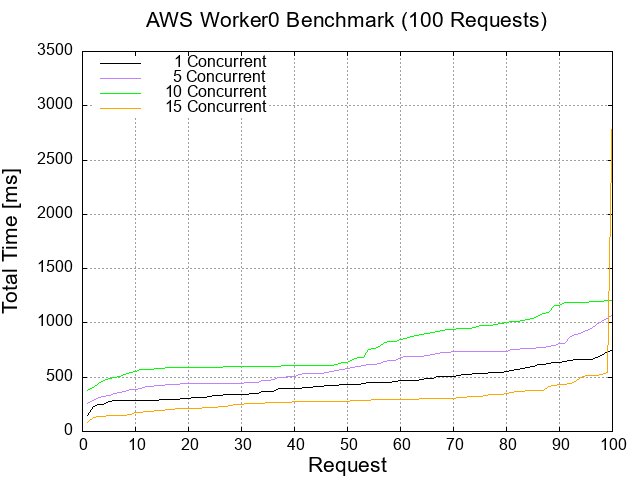 AWS Worker0 Benchmark (100 Requests)
3500
3000
2500
2000
1500
1000
500
0
Total Time [ms]
1 Concurrent
5 Concurrent
10 Concurrent
15 Concurrent
0 10 20 30 40 50 60 70 80 90 100
Request